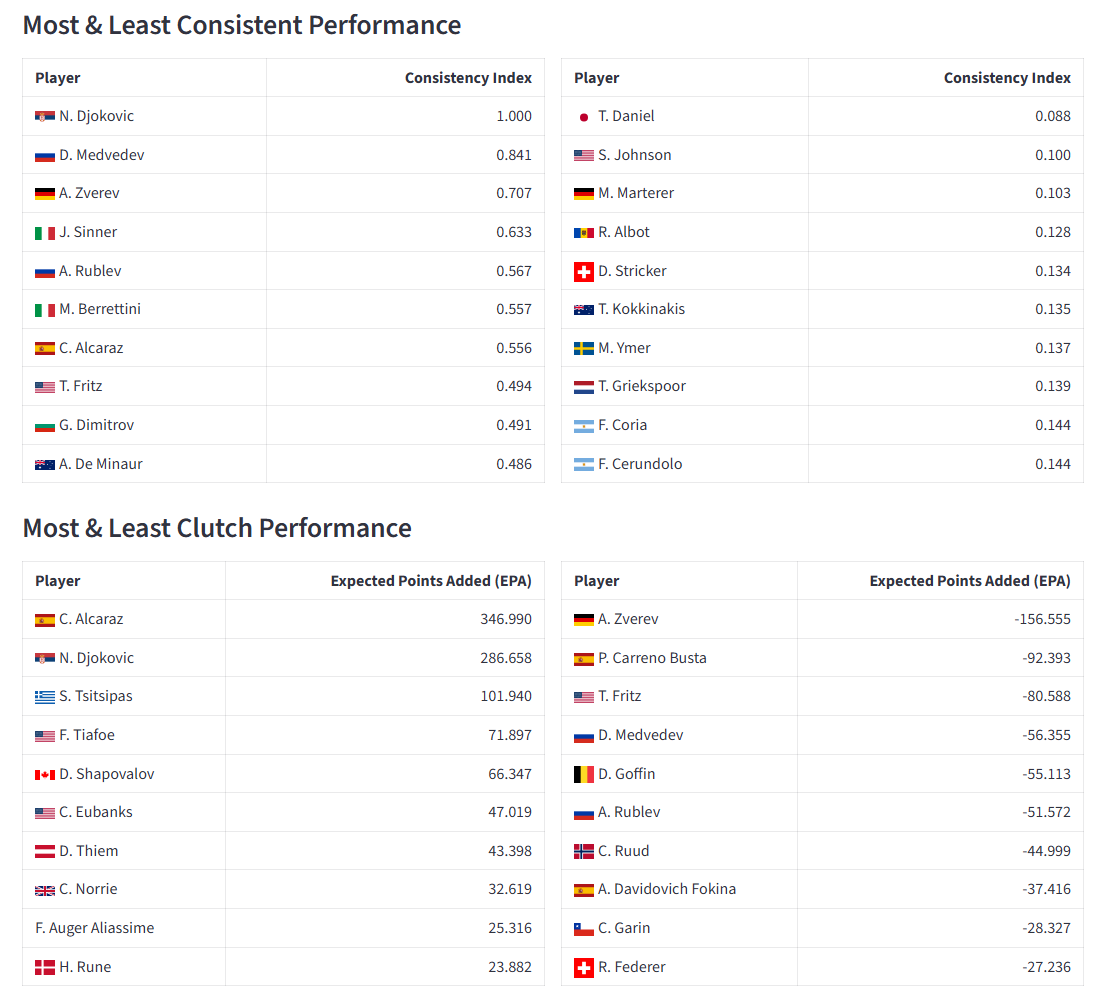 Most & Least Consistent Performance
Player Consistency Index
N. Djokovic 1.000
D. Medvedev 0.841
A. Zverev 0.707
J. Sinner 0.633
A. Rublev 0.567
M. Berrettini 0.557
C. Alcaraz 0.556
T. Fritz 0.494
G. Dimitrov 0.491
A. De Minaur 0.486
Player Consistency Index
T. Daniel 0.088
S. Johnson 0.100
M. Marterer 0.103
R. Albot 0.128
D. Stricker 0.134
T. Kokkinakis 0.135
M. Ymer 0.137
T. Griekspoor 0.139
F. Coria 0.144
F. Cerundolo 0.144
Most & Least Clutch Performance
Player Expected Points Added (EPA)
C. Alcaraz 346.990
N. Djokovic 286.658
S. Tsitsipas 101.940
F. Tiafoe 71.897
D. Shapovalov 66.347
C. Eubanks 47.019
D. Thiem 43.398
C. Norrie 32.619
F. Auger Aliassime 25.316
H. Rune 23.882
Player Expected Points Added (EPA)
A. Zverev -156.555
P. Carreno Busta -92.393
T. Fritz -80.588
D. Medvedev -56.355
D. Goffin -55.113
A. Rublev -51.572
C. Ruud -44.999
A. Davidovich Fokina -37.416
C. Garin -28.327
R. Federer -27.236